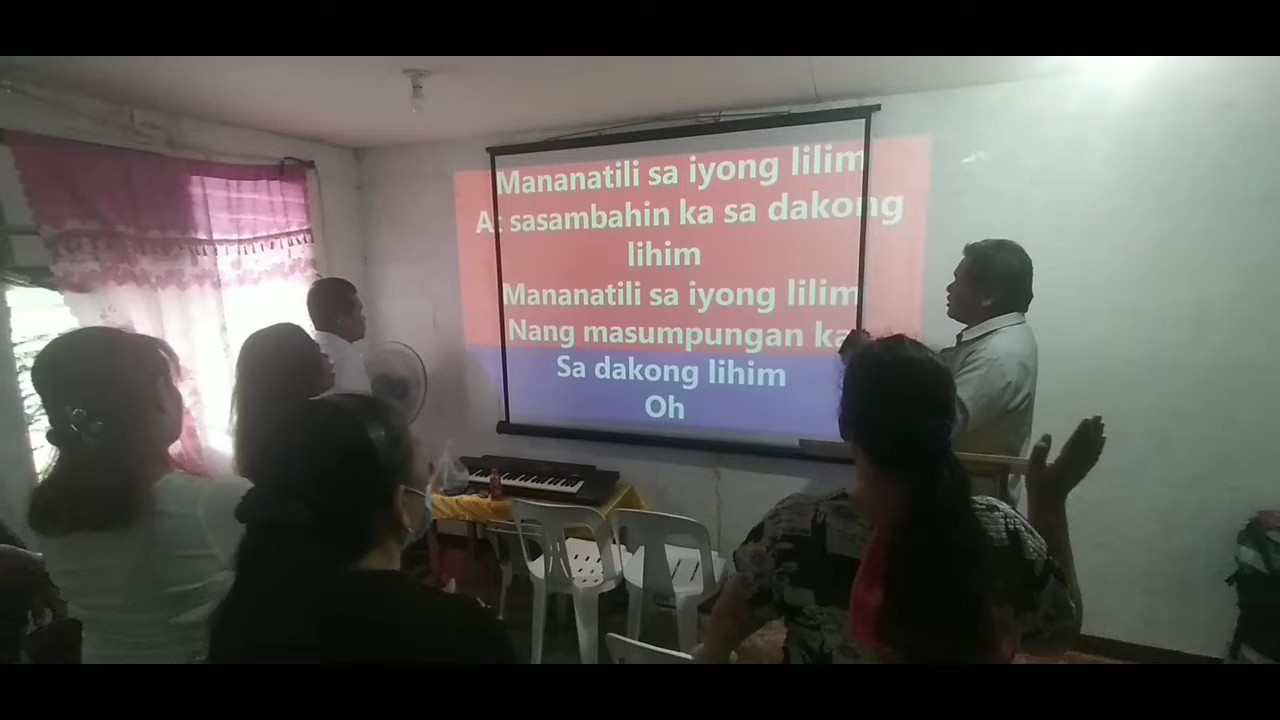 Mananatili sa iyong lilim
At sasambahin ka sa dakong
lihim
Mananatili sa iyong lilim
Nang masumpungan ka
Sa dakong lihim
Oh